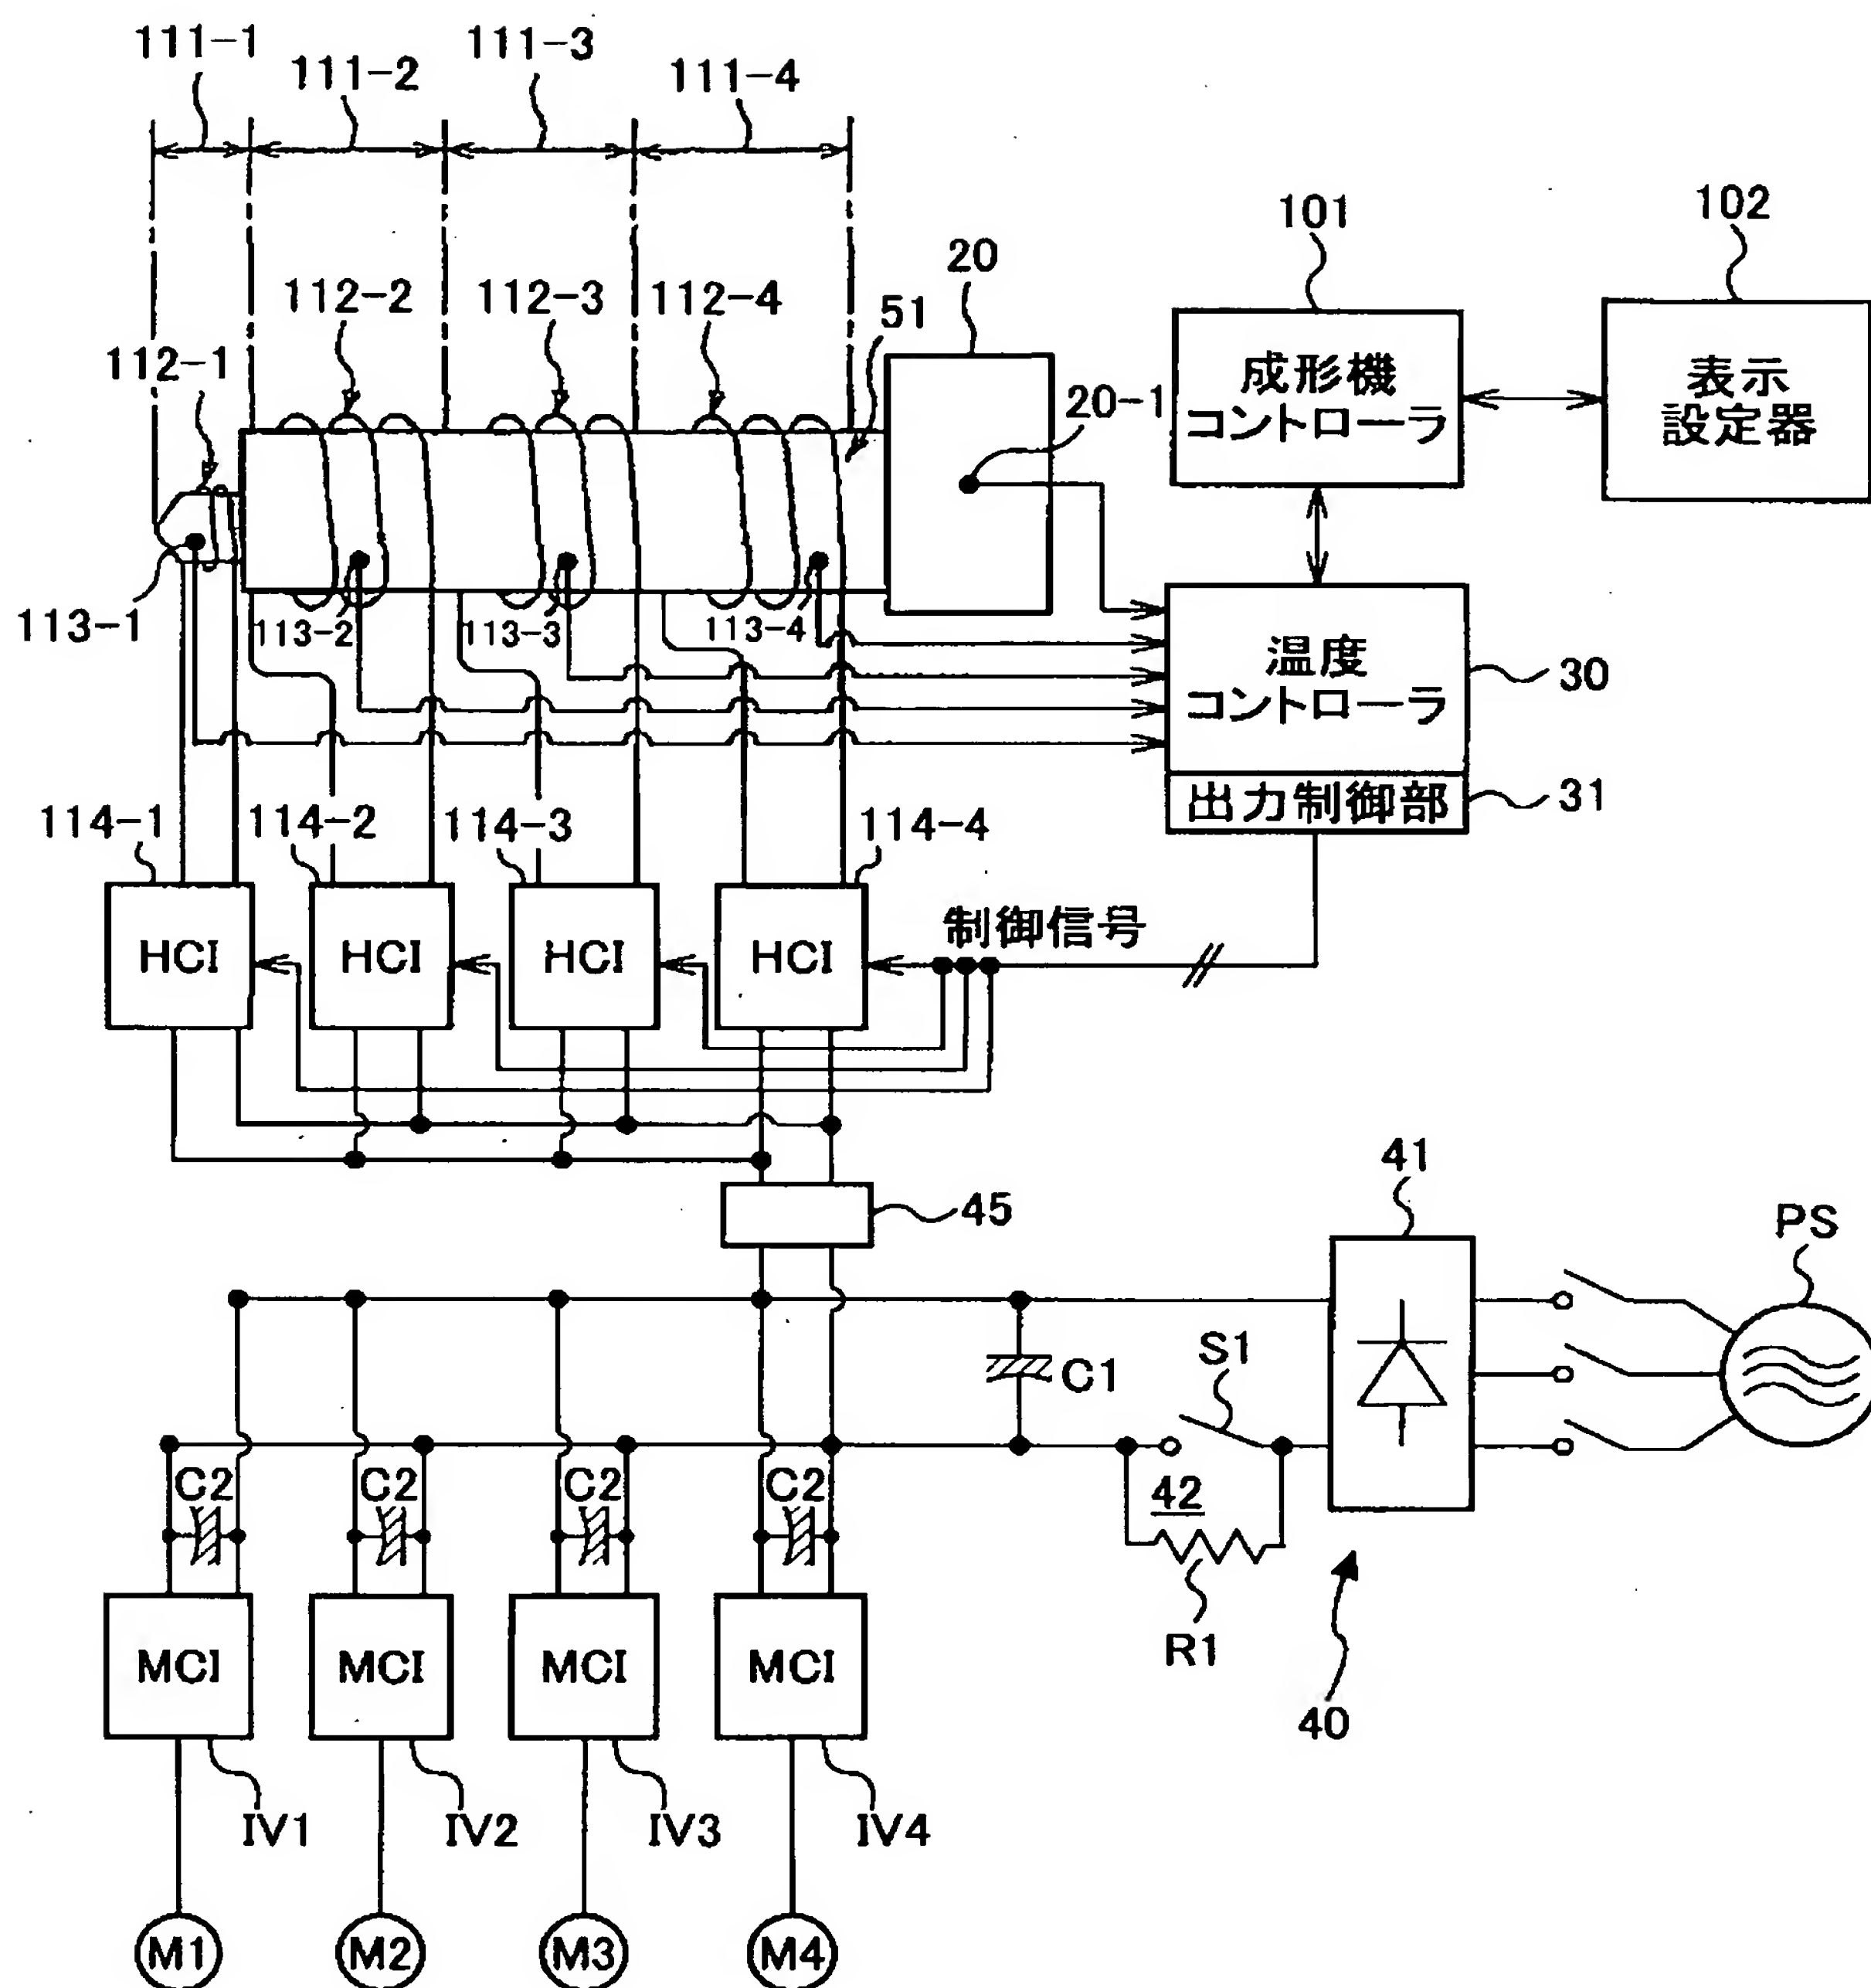 111-1
111-2
111-3
111-4
101
102
20
112-2
112-3
112-4
51
112-1
成形機
コントローラ
表示
設定器
20-1
113-1
113-2
113-3
113-4
温度
コントローラ
30
出力制御部
31
114-1
114-2
114-3
114-4
制御信号
HCI
HCI
HCI
HCI
45
41
PS
S1
C1
C2
C2
C2
C2
42
R1
MCI
MCI
MCI
MCI
40
IV1
IV2
IV3
IV4
M1
M2
M3
M4